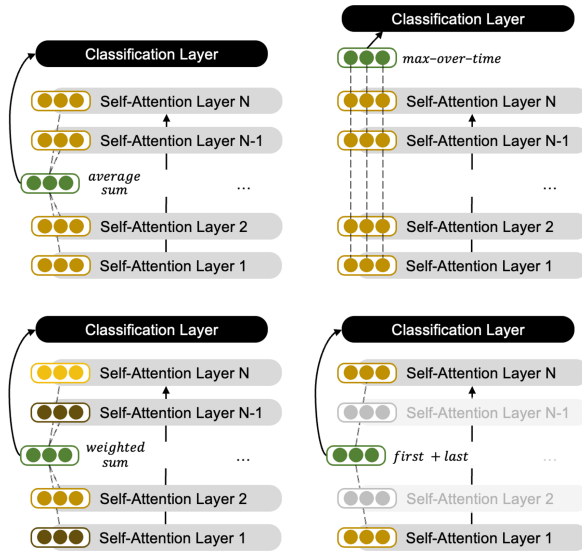 Classification Layer
Self-Attention Layer N
Self-Attention Layer N-1
average
sum
...
Self-Attention Layer 2
Self-Attention Layer 1
Classification Layer
max-over-time
Self-Attention Layer N
Self-Attention Layer N-1
...
Self-Attention Layer 2
Self-Attention Layer 1
Classification Layer
Self-Attention Layer N
Self-Attention Layer N-1
weighted
sum
...
Self-Attention Layer 2
Self-Attention Layer 1
Classification Layer
Self-Attention Layer N
Self-Attention Layer N-1
first + last
...
Self-Attention Layer 2
Self-Attention Layer 1